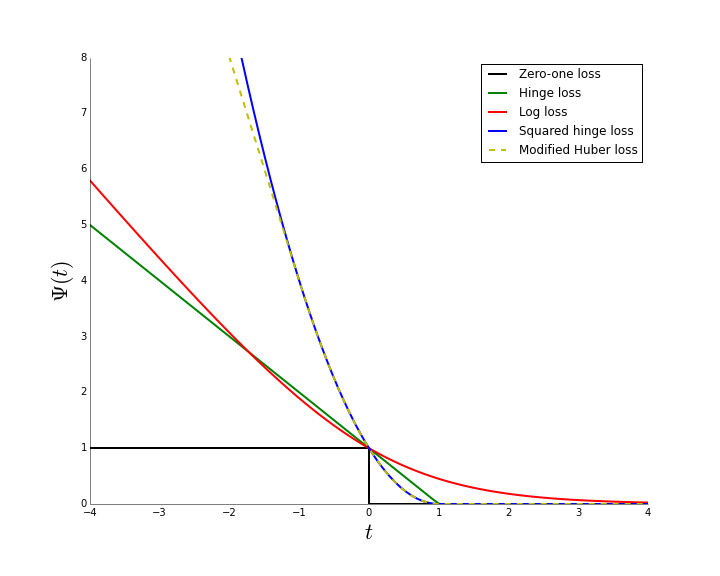 8
7
6
5
4
3
2
1
0
Ψ(t)
−4 −3 −2 −1 0 1 2 3 4
t
Zero-one loss
Hinge loss
Log loss
Squared hinge loss
Modified Huber loss